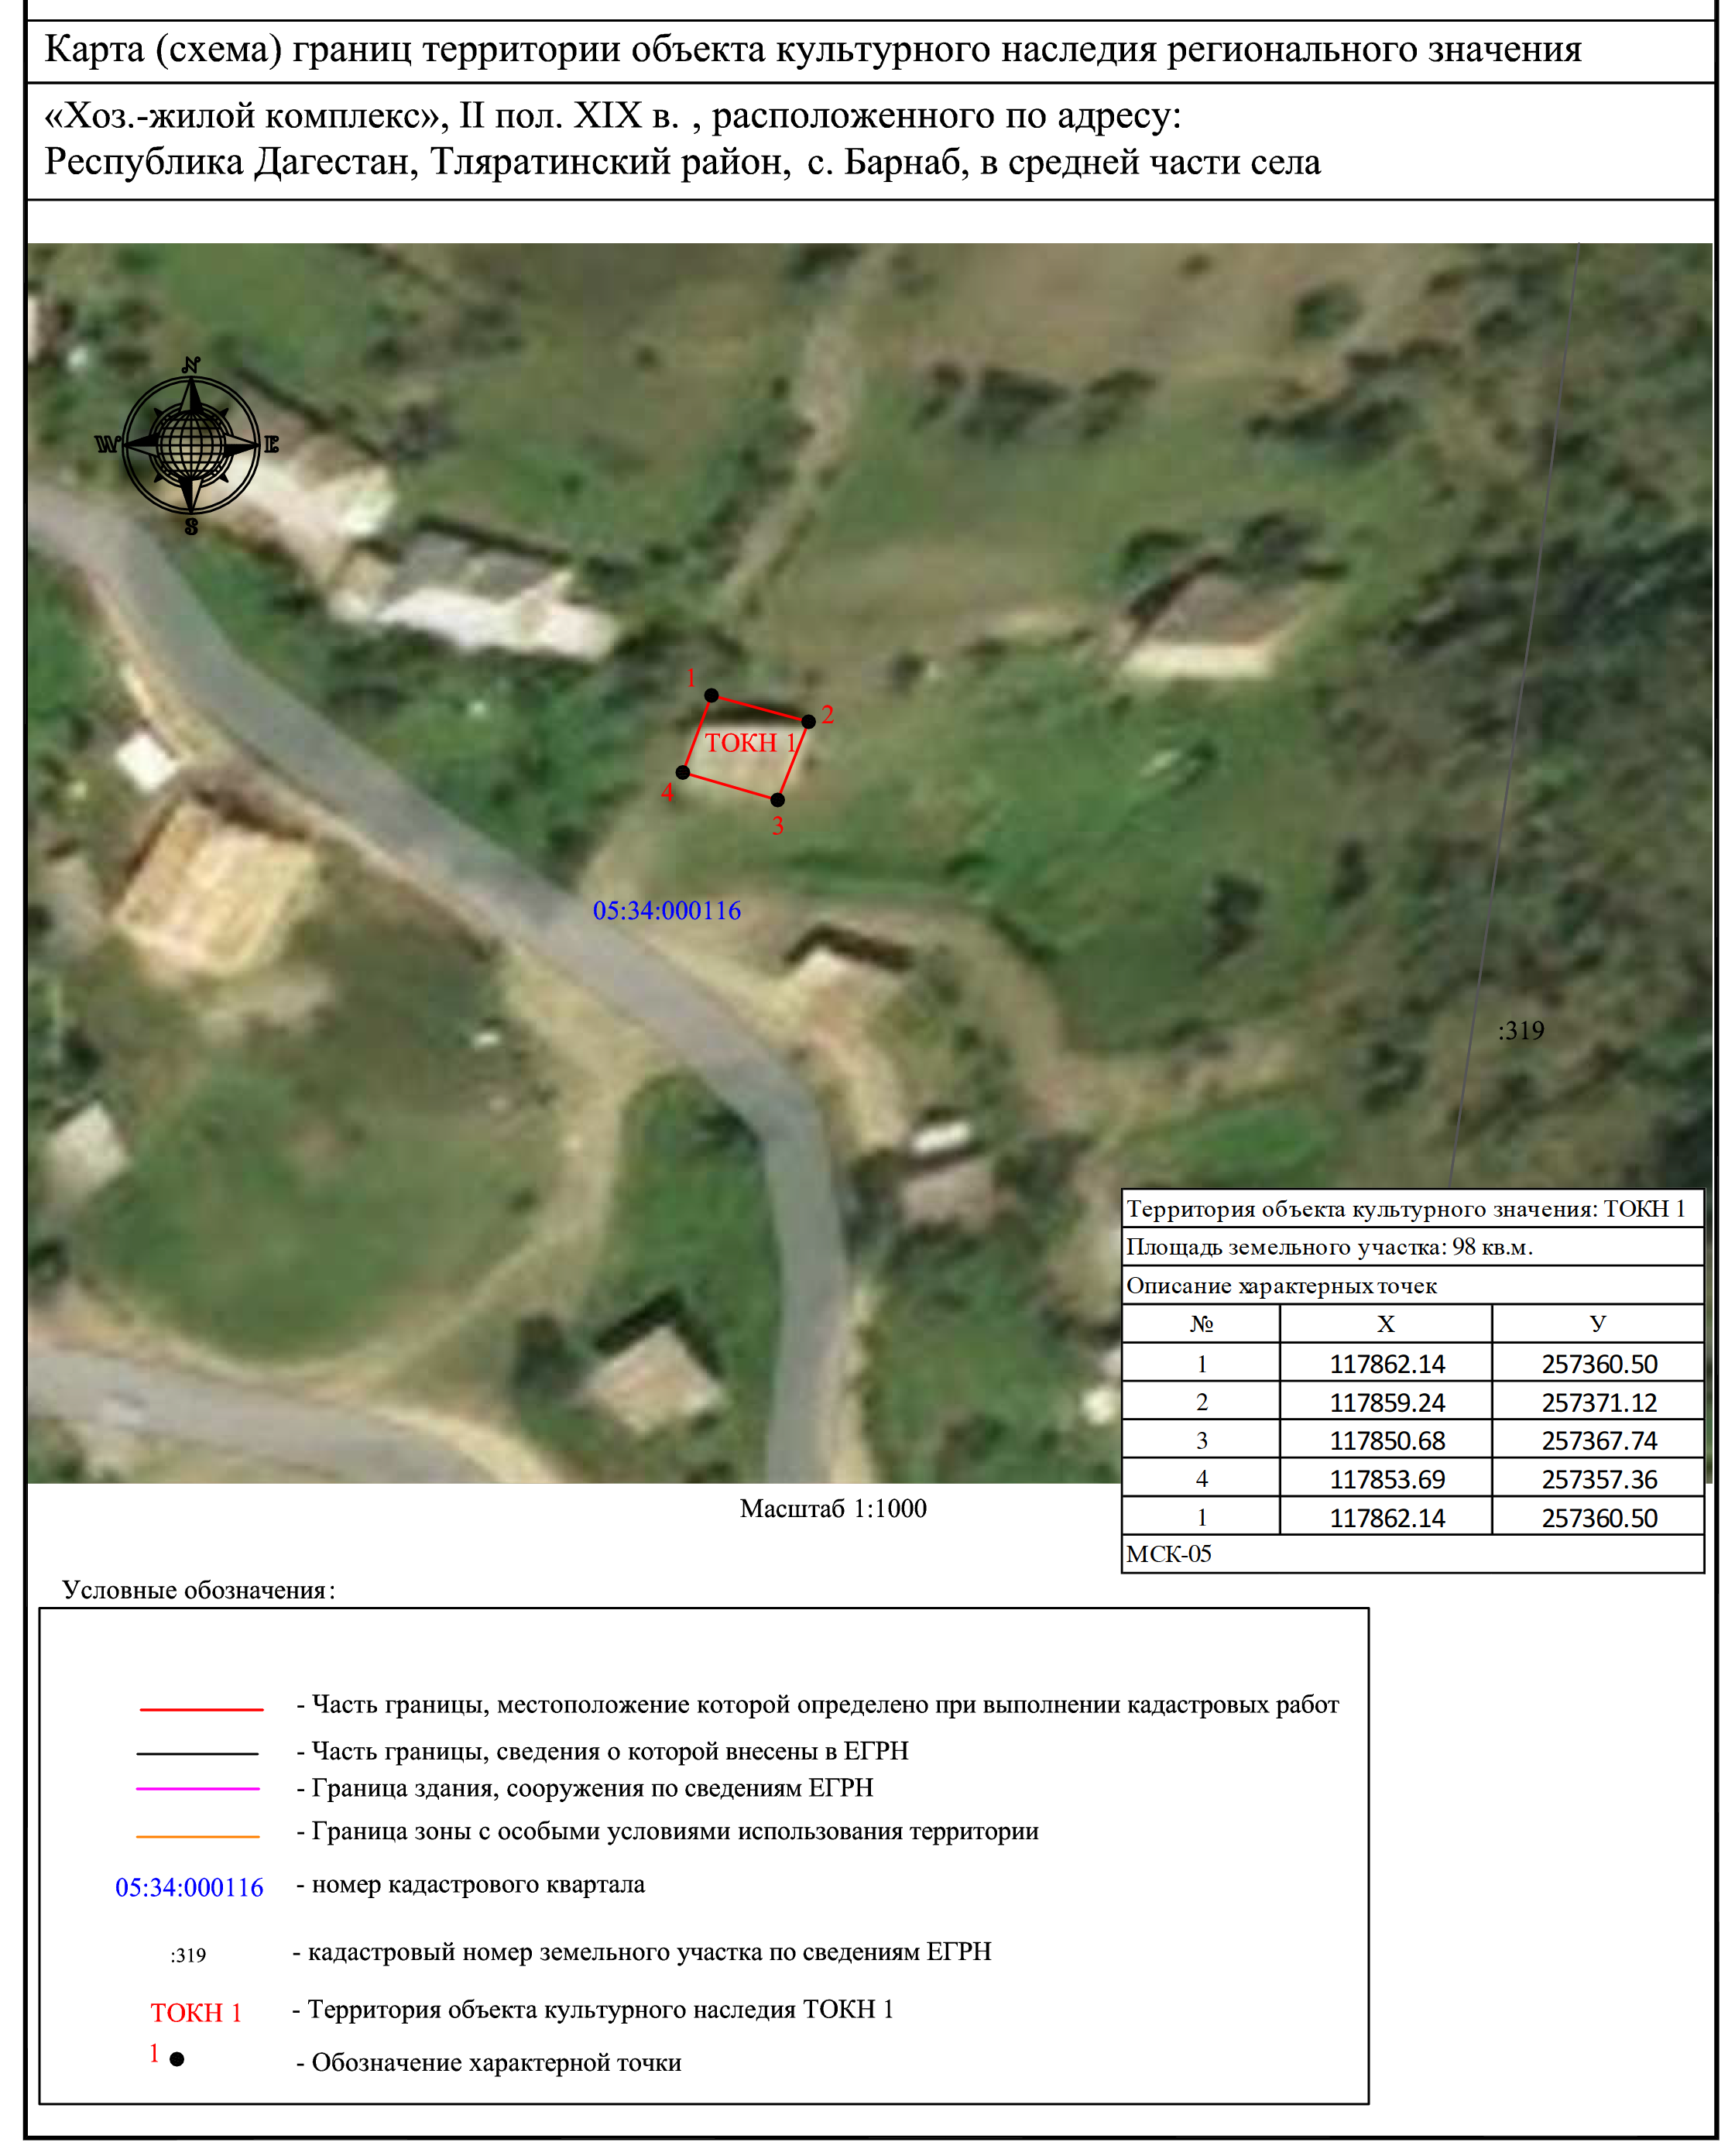 Карта (схема) границ территории объекта культурного наследия регионального значения
«Хоз.-жилой комплекс», II пол. XIX в. , расположенного по адресу:
Республика Дагестан, Тляратинский район, с. Барнаб, в средней части села
N
W E
S
1
2
ТОКН 1
4
3
05:34:000116
:319
Территория объекта культурного значения: ТОКН 1
Площадь земельного участка: 98 кв.м.
Описание характерных точек
№ Х У
1 117862.14 257360.50
2 117859.24 257371.12
3 117850.68 257367.74
4 117853.69 257357.36
1 117862.14 257360.50
МСК-05
Масштаб 1:1000
Условные обозначения:
- Часть границы, местоположение которой определено при выполнении кадастровых работ
- Часть границы, сведения о которой внесены в ЕГРН
- Граница здания, сооружения по сведениям ЕГРН
- Граница зоны с особыми условиями использования территории
05:34:000116 - номер кадастрового квартала
:319 - кадастровый номер земельного участка по сведениям ЕГРН
ТОКН 1 - Территория объекта культурного наследия ТОКН 1
1 - Обозначение характерной точки